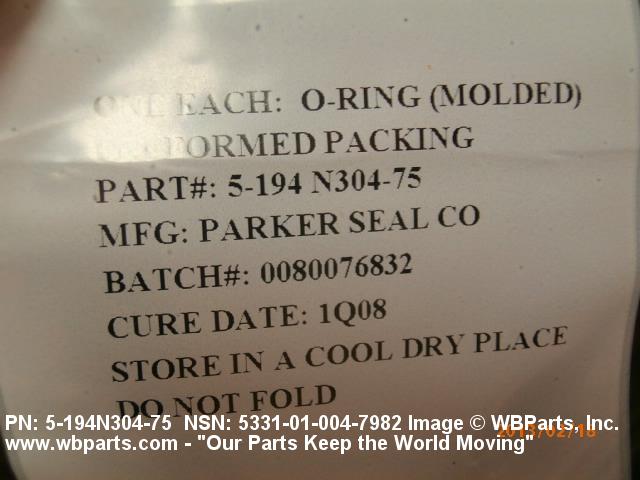 ONE EACH: O-RING (MOLDED)
PREFORMED PACKING
PART#: 5-194 N304-75
MFG: PARKER SEAL CO
BATCH#: 0080076832
CURE DATE: 1Q08
STORE IN A COOL DRY PLACE
DO NOT FOLD
PN: 5-194N304-75 NSN: 5331-01-004-7982 Image © WBParts, Inc.
www.wbparts.com - "Our Parts Keep the World Moving"